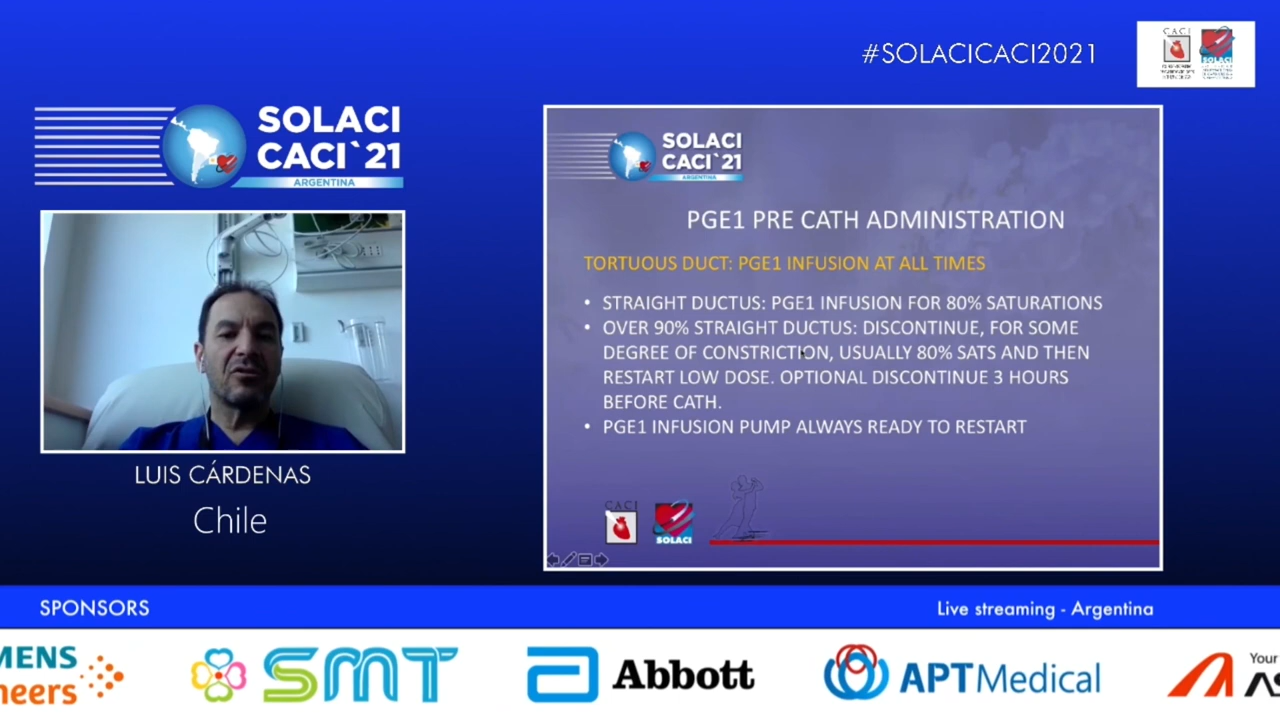 #SOLACICACI2021
SOLACI
CACI`21
ARGENTINA
LUIS CÁRDENAS
Chile
SOLACI
CACI`21
ARGENTINA
PGE1 PRE CATH ADMINISTRATION
TORTUOUS DUCT: PGE1 INFUSION AT ALL TIMES
• STRAIGHT DUCTUS: PGE1 INFUSION FOR 80% SATURATIONS
• OVER 90% STRAIGHT DUCTUS: DISCONTINUE, FOR SOME
DEGREE OF CONSTRICTION, USUALLY 80% SATS AND THEN
RESTART LOW DOSE. OPTIONAL DISCONTINUE 3 HOURS
BEFORE CATH.
• PGE1 INFUSION PUMP ALWAYS READY TO RESTART
CACI
SOLACI
SPONSORS
Live streaming - Argentina
MENS
neers
SMT
Abbott
APTMedical
Your
AS